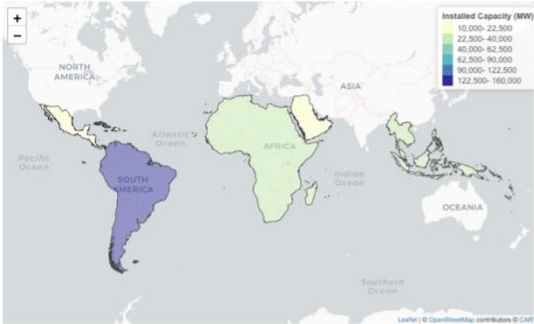 +
−
Installed Capacity (MW)
10,000- 22,500
22,500- 40,000
40,000- 62,500
62,500- 90,000
90,000- 122,500
122,500- 160,000
NORTH
AMERICA
ASIA
Atlantic
Ocean
AFRICA
Pacific
Ocean
SOUTH
AMERICA
Indian
Ocean
OCEANIA
Southern
Ocean
Leaflet | © OpenStreetMap contributors © CAR